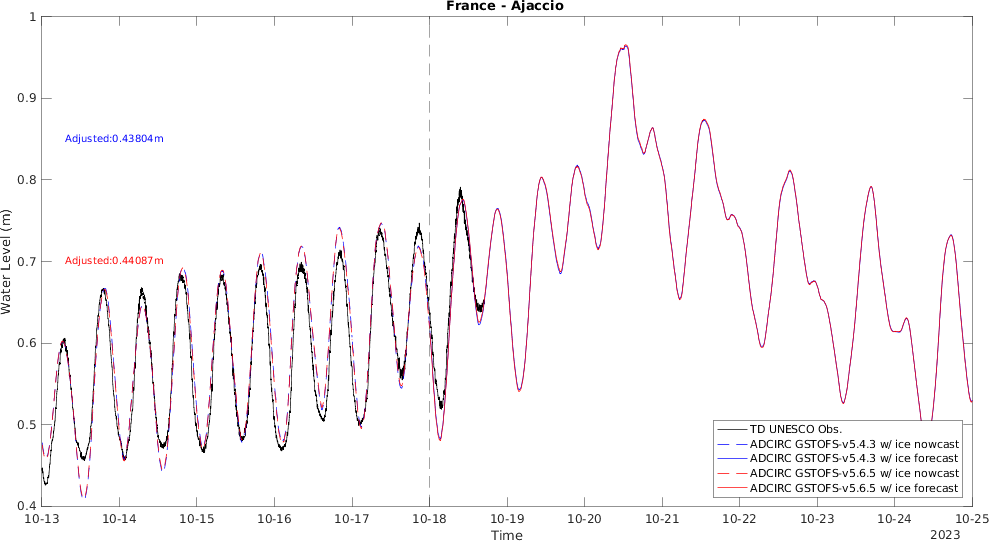 France - Ajaccio
Water Level (m)
1
0.9
0.8
0.7
0.6
0.5
0.4
Adjusted:0.43804m
Adjusted:0.44087m
TD UNESCO Obs.
ADCIRC GSTOFS-v5.4.3 w/ ice nowcast
ADCIRC GSTOFS-v5.4.3 w/ ice forecast
ADCIRC GSTOFS-v5.6.5 w/ ice nowcast
ADCIRC GSTOFS-v5.6.5 w/ ice forecast
10-13 10-14 10-15 10-16 10-17 10-18 10-19 10-20 10-21 10-22 10-23 10-24 10-25
Time
2023